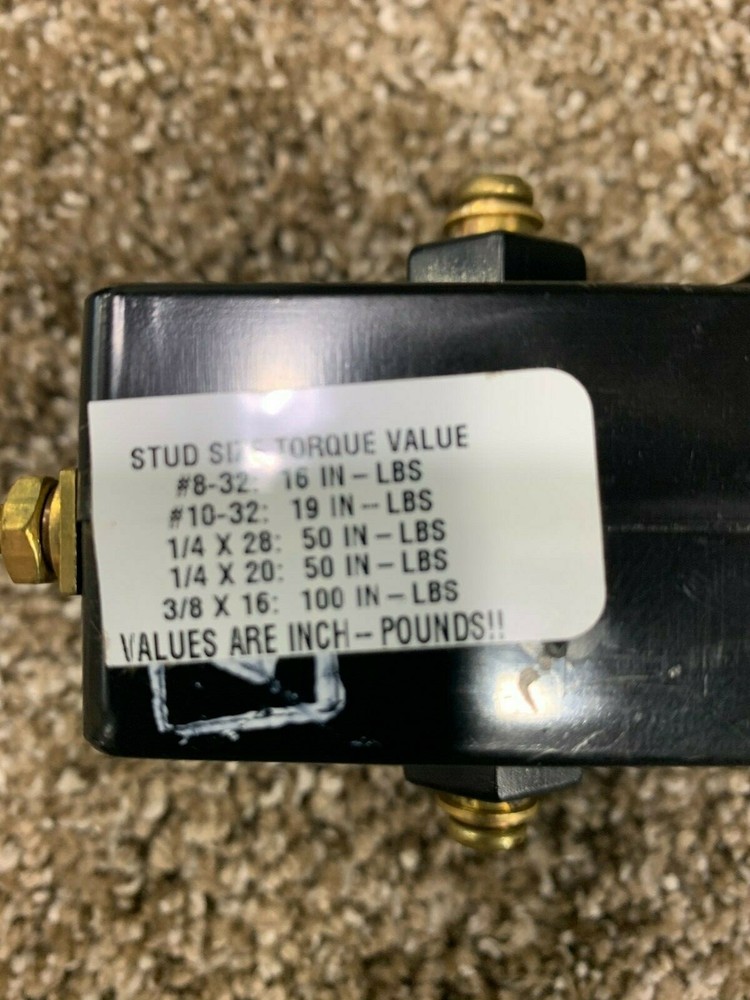 STUD SIZE TORQUE VALUE
#8-32: 16 IN-LBS
#10-32: 19 IN-LBS
1/4 X 28: 50 IN-LBS
1/4 X 20: 50 IN-LBS
3/8 X 16: 100 IN-LBS
VALUES ARE INCH-POUNDS!!